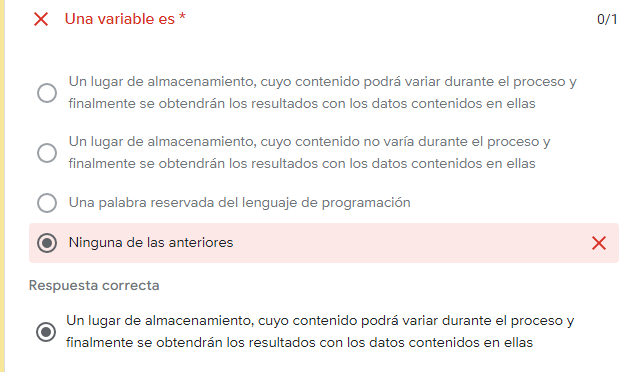 Una variable es *
0/1
Un lugar de almacenamiento, cuyo contenido podrá variar durante el proceso y
finalmente se obtendrán los resultados con los datos contenidos en ellas
Un lugar de almacenamiento, cuyo contenido no varía durante el proceso y
finalmente se obtendrán los resultados con los datos contenidos en ellas
Una palabra reservada del lenguaje de programación
Ninguna de las anteriores
Respuesta correcta
Un lugar de almacenamiento, cuyo contenido podrá variar durante el proceso y
finalmente se obtendrán los resultados con los datos contenidos en ellas